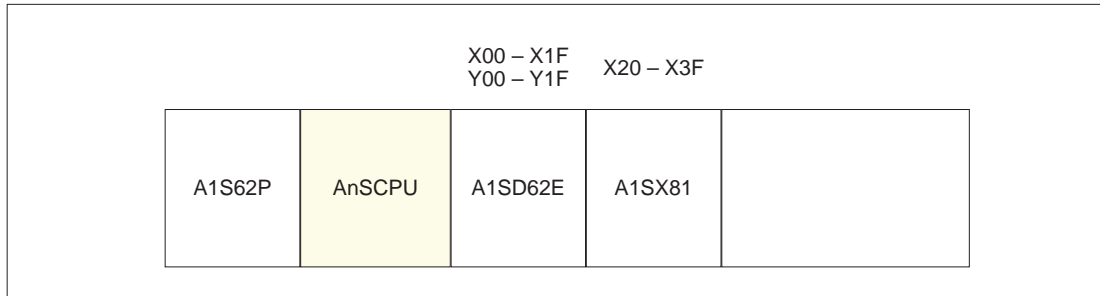 X00 – X1F
Y00 – Y1F
X20 – X3F
A1S62P
AnSCPU
A1SD62E
A1SX81